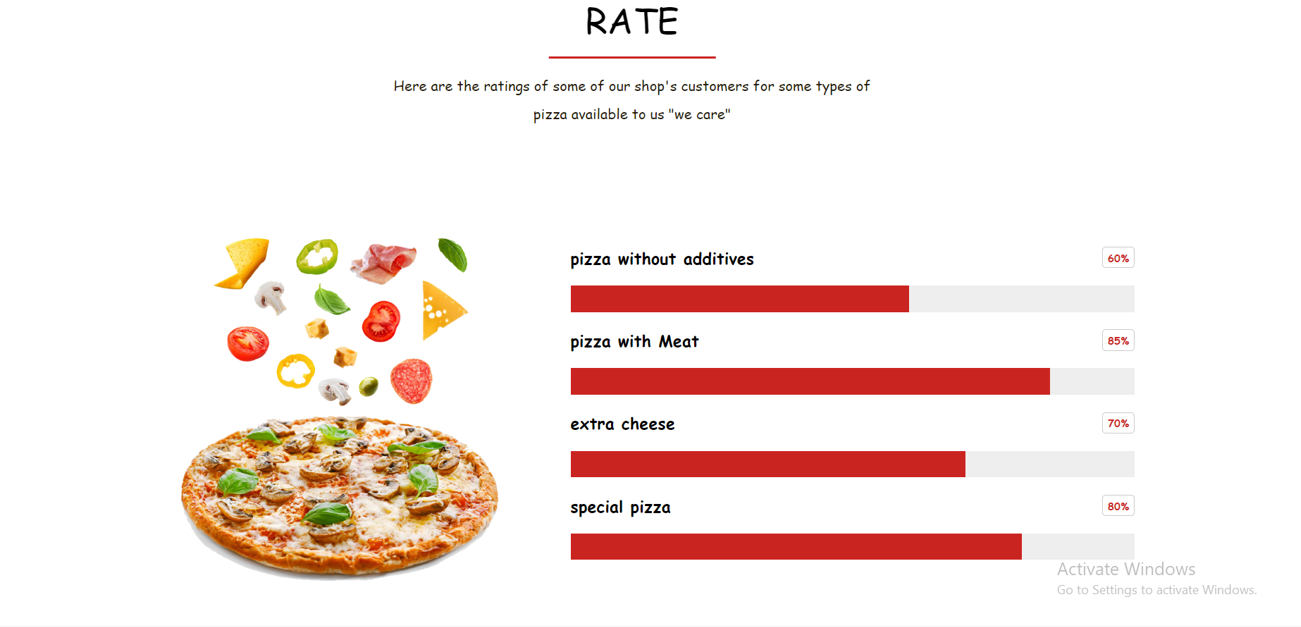 RATE
Here are the ratings of some of our shop's customers for some types of
pizza available to us "we care"
pizza without additives
60%
pizza with Meat
85%
extra cheese
70%
special pizza
80%
Activate Windows
Go to Settings to activate Windows.